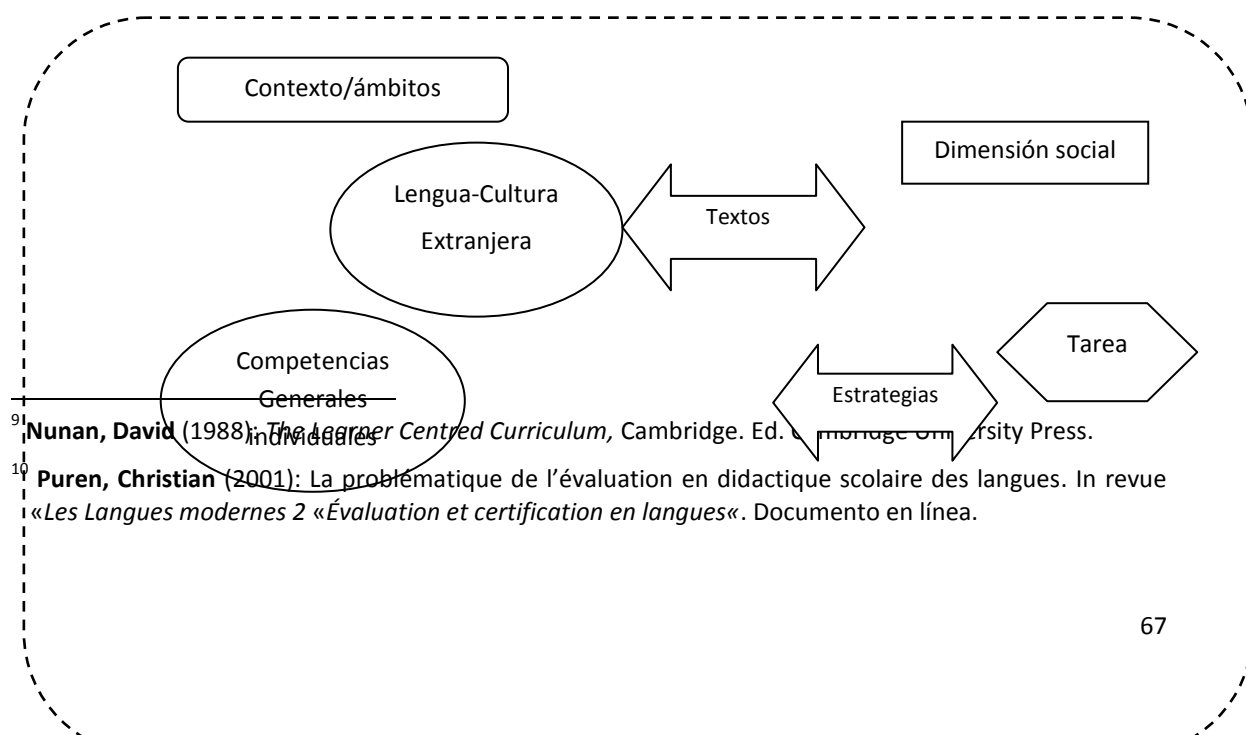 Contexto/ámbitos
Dimensión social
Lengua-Cultura
Extranjera
Textos
Competencias
Generales
individuales
Estrategias
Tarea
9 Nunan, David (1988): The Learner Centred Curriculum, Cambridge. Ed. Cambridge University Press.
10 Puren, Christian (2001): La problématique de l’évaluation en didactique scolaire des langues. In revue
«Les Langues modernes 2 «Évaluation et certification en langues«. Documento en línea.
67